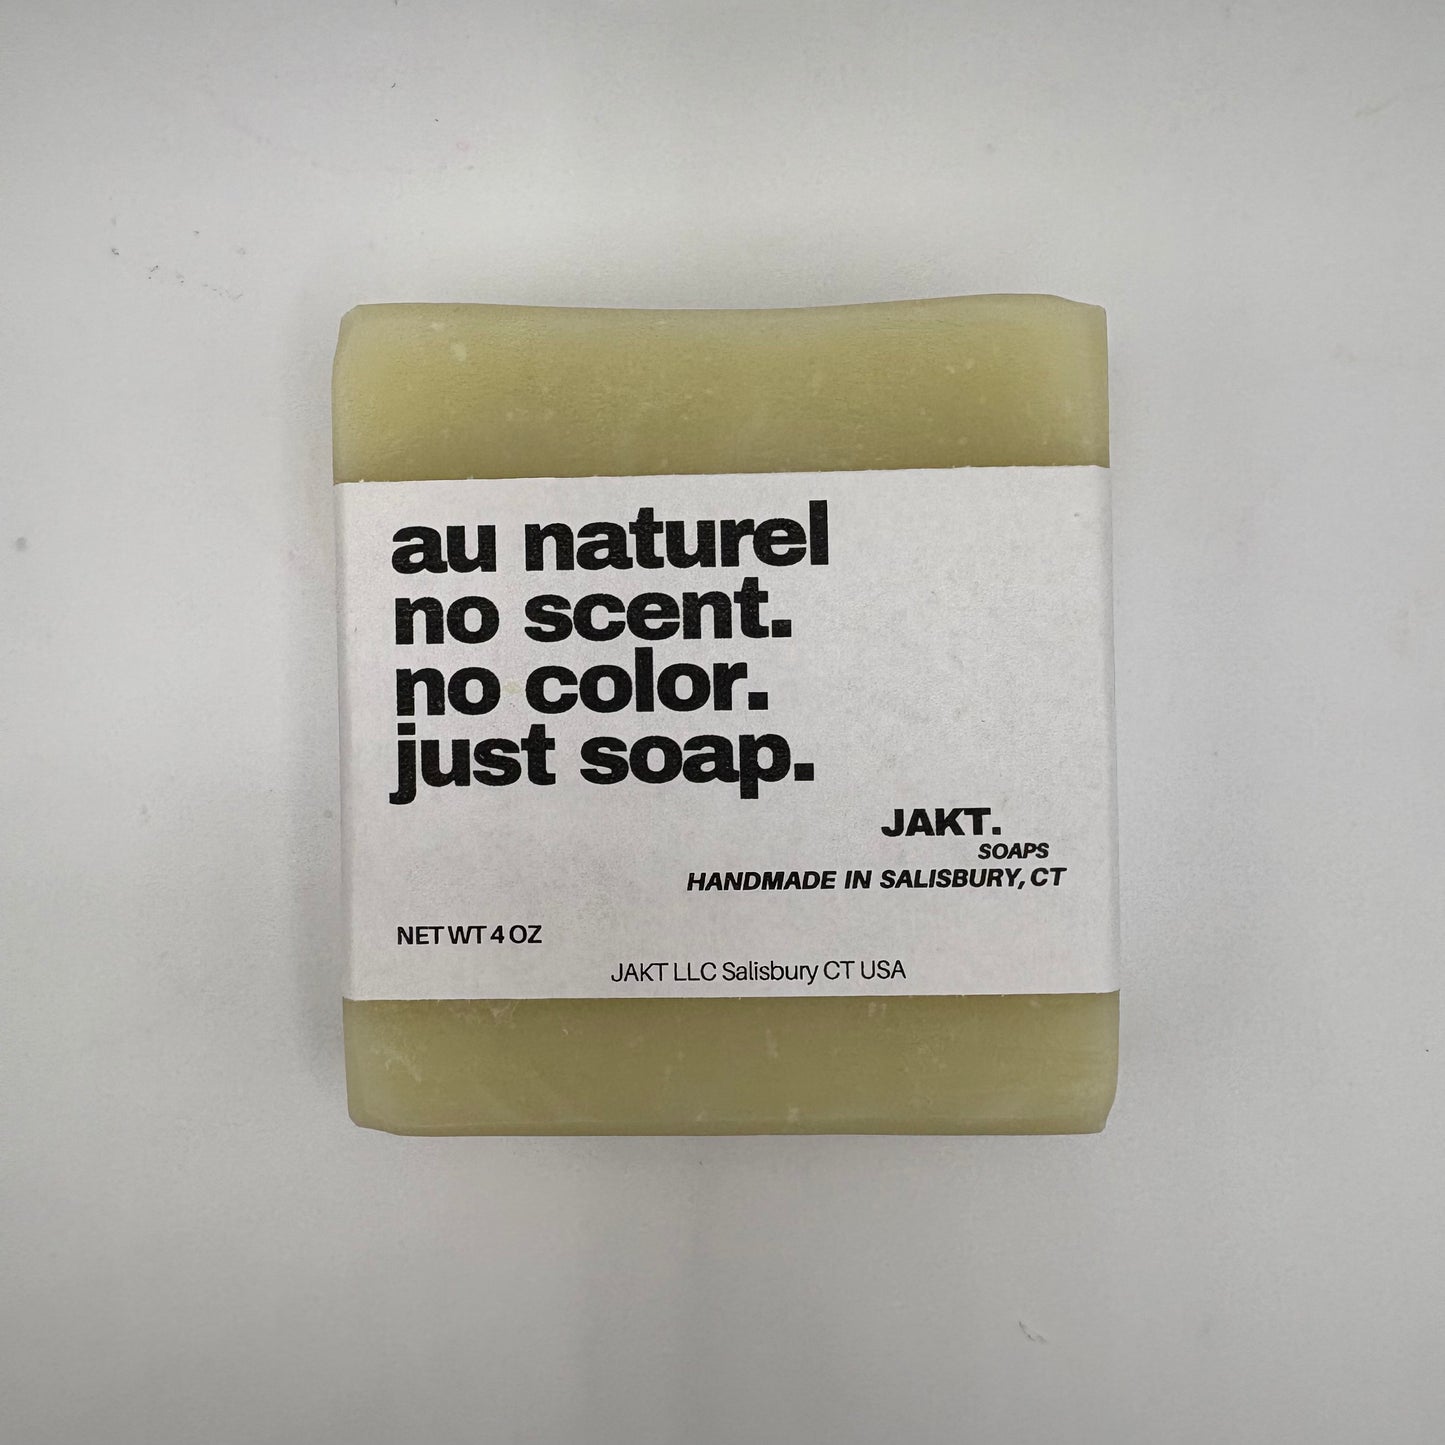 au naturel
no scent.
no color.
just soap.
JAKT.
SOAPS
HANDMADE IN SALISBURY, CT
NET WT 4 OZ
JAKT LLC Salisbury CT USA